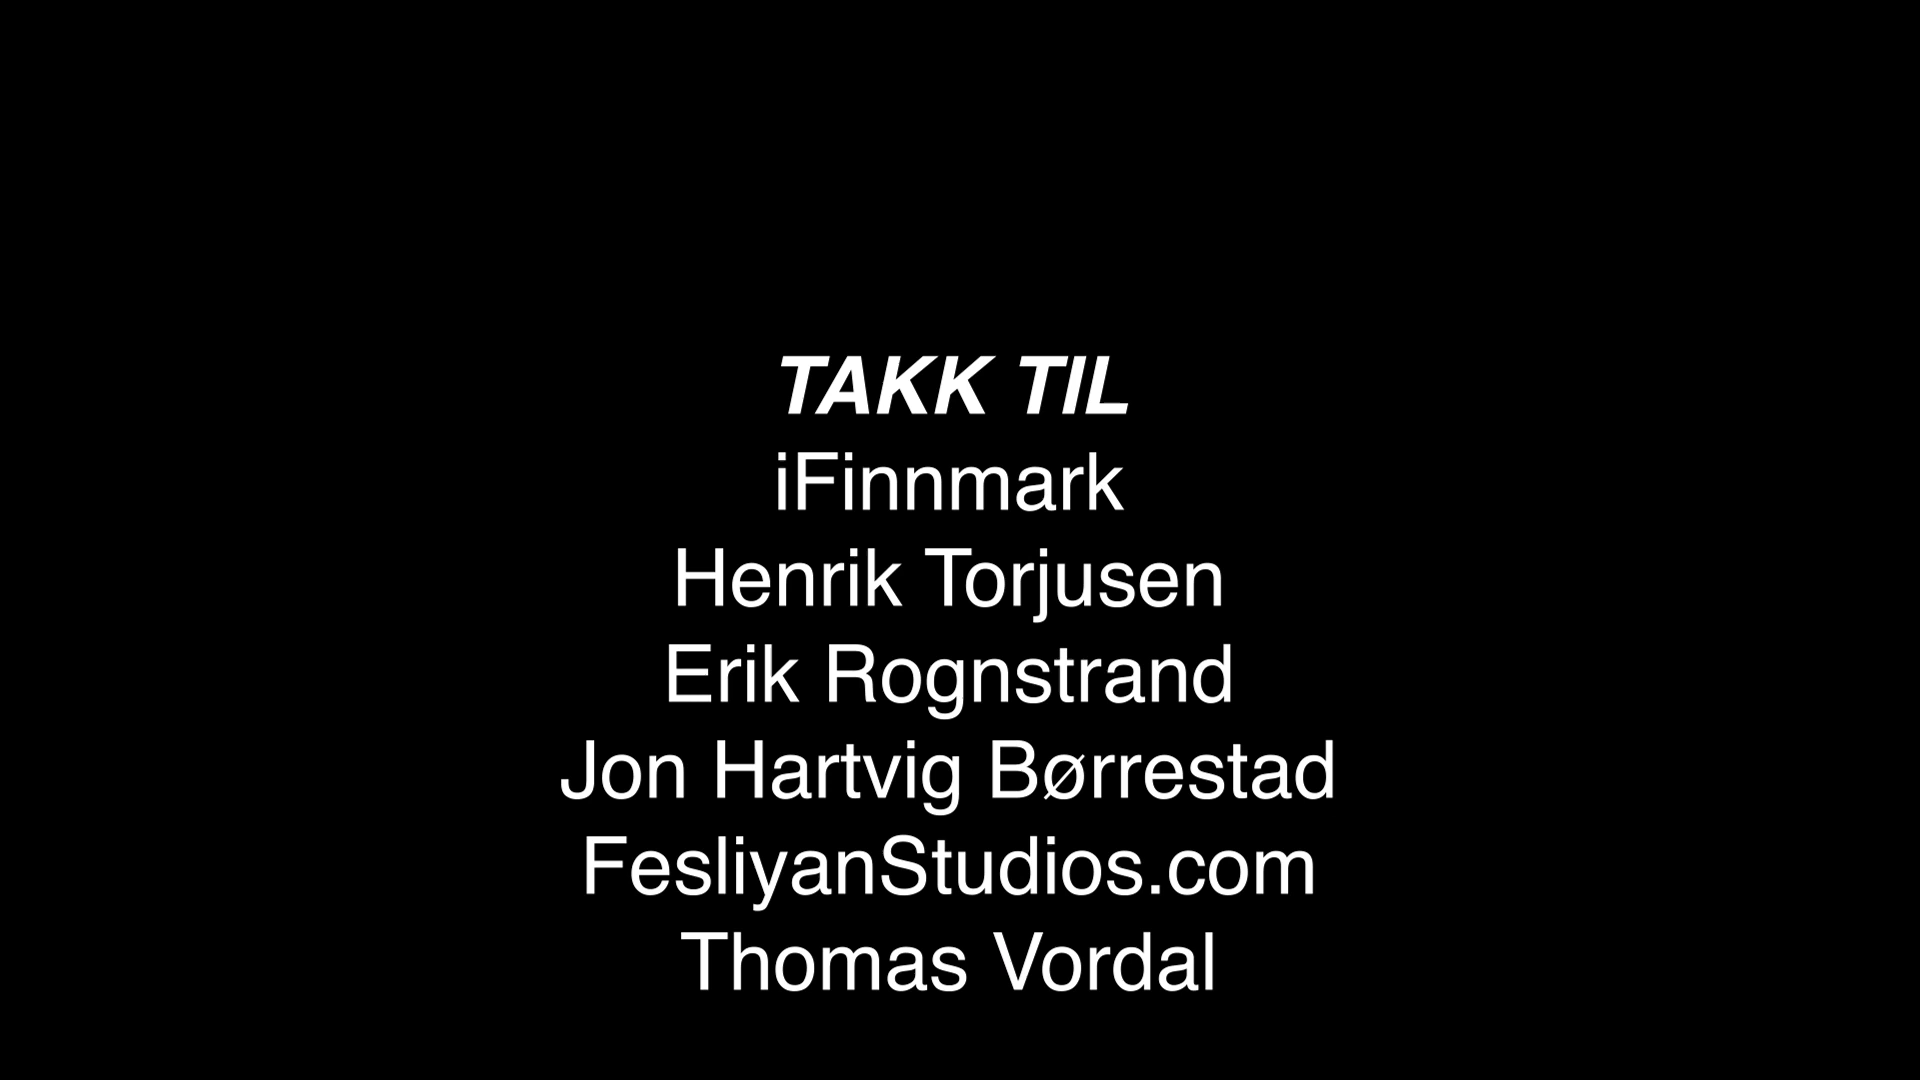 TAKK TIL
iFinnmark
Henrik Torjusen
Erik Rognstrand
Jon Hartvig Børrestad
FesliyanStudios.com
Thomas Vordal